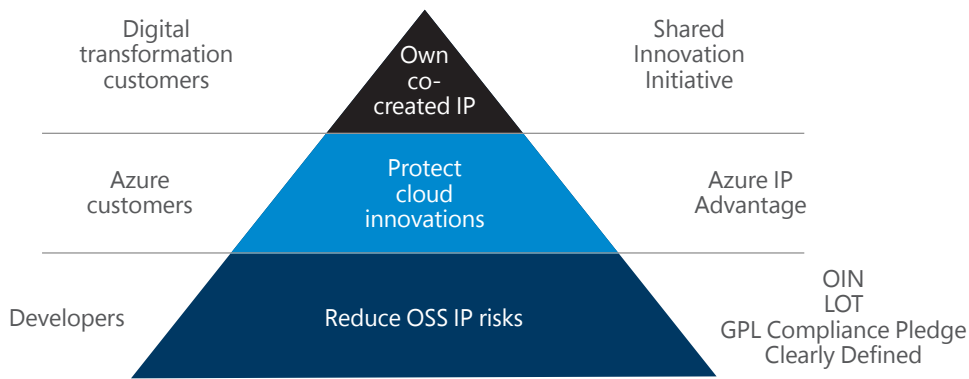 Digital
transformation
customers
Own
co-
created IP
Shared
Innovation
Initiative
Azure
customers
Protect
cloud
innovations
Azure IP
Advantage
Developers
Reduce OSS IP risks
OIN
LOT
GPL Compliance Pledge
Clearly Defined